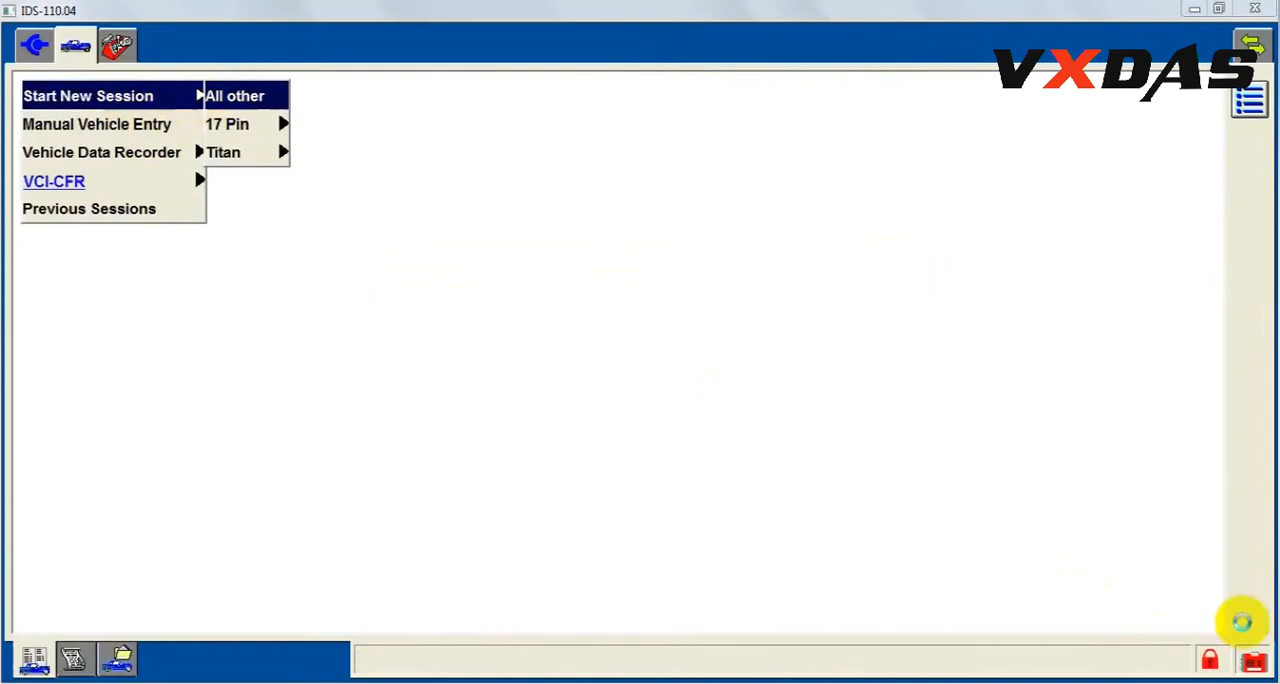 IDS-110.04
VXDAS
Start New Session
All other
Manual Vehicle Entry
17 Pin
Vehicle Data Recorder
Titan
VCI-CFR
Previous Sessions